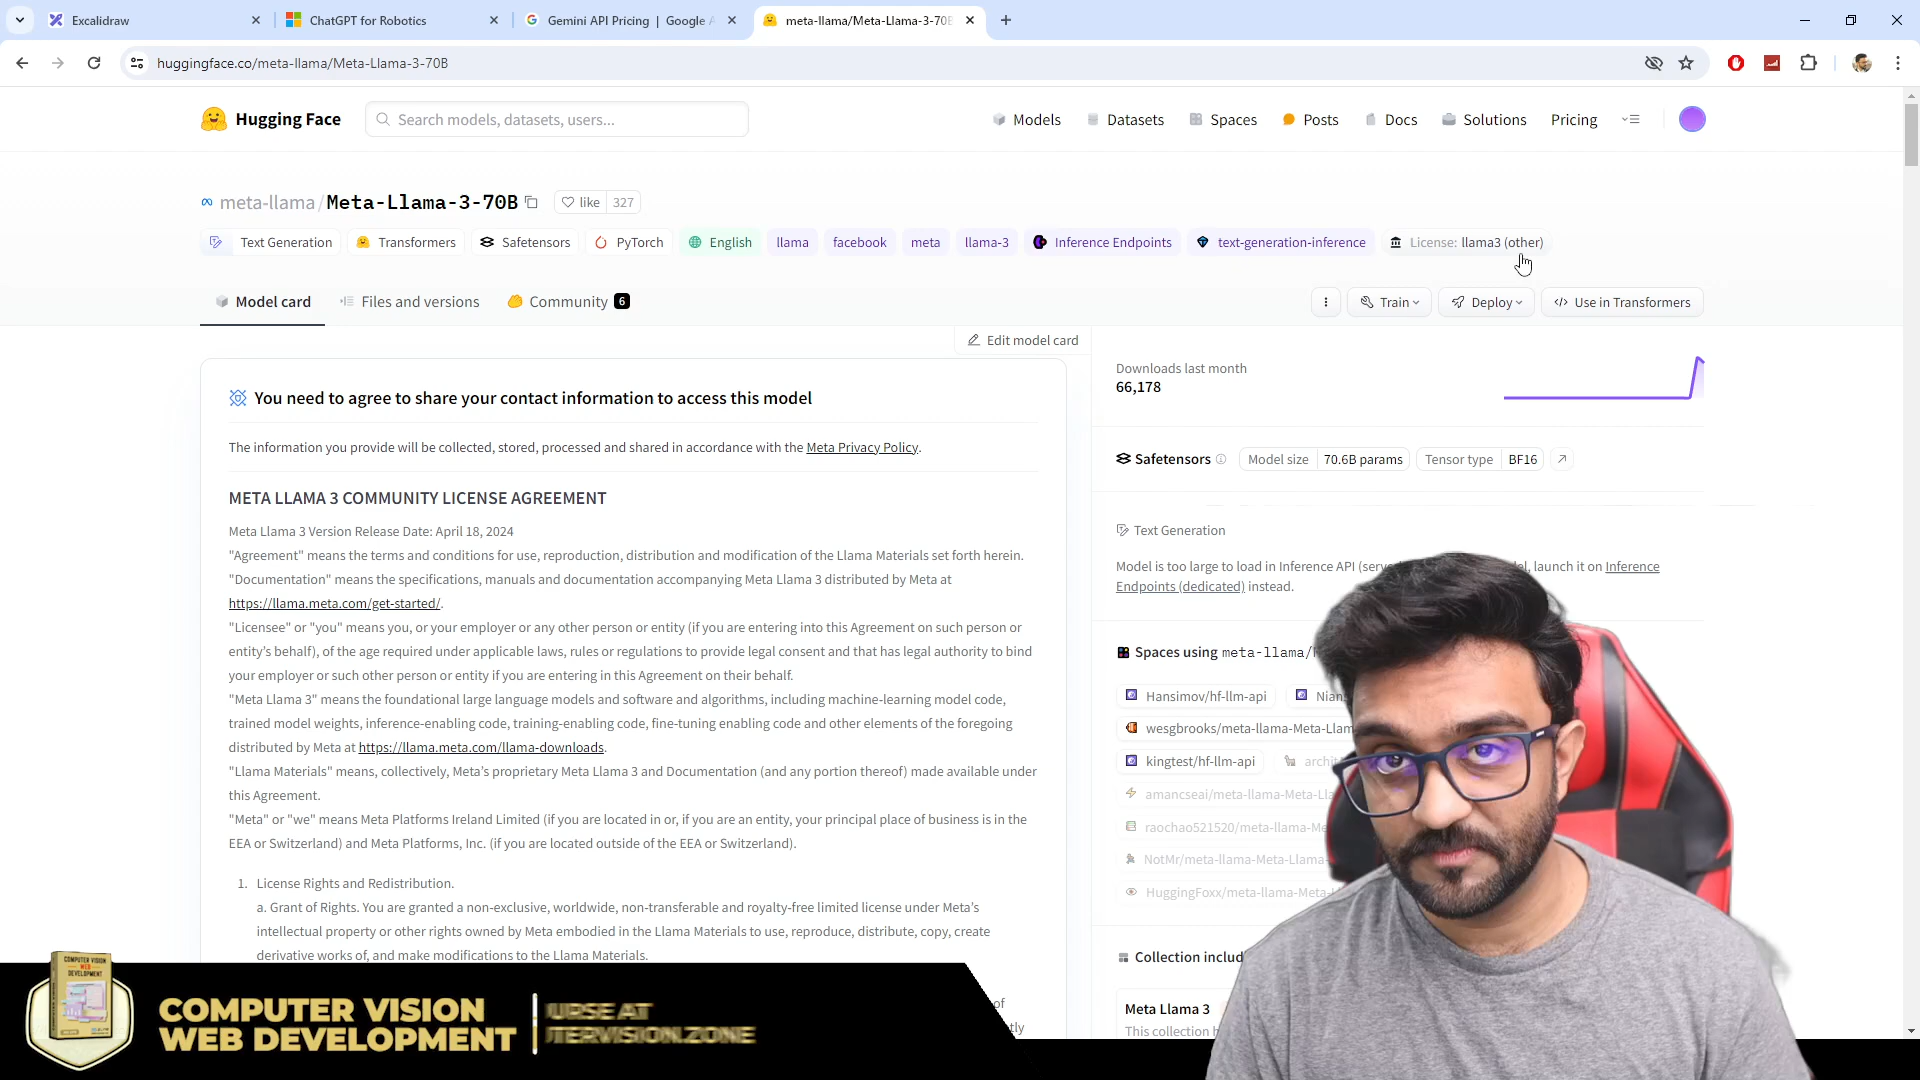 Excalidraw
ChatGPT for Robotics
Gemini API Pricing | Google
meta-llama/Meta-Llama-3-70B
huggingface.co/meta-llama/Meta-Llama-3-70B
Hugging Face
Search models, datasets, users...
Models
Datasets
Spaces
Posts
Docs
Solutions
Pricing
meta-llama/Meta-Llama-3-70B
like 327
Text Generation
Transformers
Safetensors
PyTorch
English
llama
facebook
meta
llama-3
Inference Endpoints
text-generation-inference
License: llama3 (other)
Model card
Files and versions
Community 6
Train
Deploy
Use in Transformers
Edit model card
You need to agree to share your contact information to access this model
The information you provide will be collected, stored, processed and shared in accordance with the Meta Privacy Policy.
META LLAMA 3 COMMUNITY LICENSE AGREEMENT
Meta Llama 3 Version Release Date: April 18, 2024
"Agreement" means the terms and conditions for use, reproduction, distribution and modification of the Llama Materials set forth herein.
"Documentation" means the specifications, manuals and documentation accompanying Meta Llama 3 distributed by Meta at
https://llama.meta.com/get-started/.
"Licensee" or "you" means you, or your employer or any other person or entity (if you are entering into this Agreement on such person or
entity's behalf), of the age required under applicable laws, rules or regulations to provide legal consent and that has legal authority to bind
your employer or such other person or entity if you are entering in this Agreement on their behalf.
"Meta Llama 3" means the foundational large language models and software and algorithms, including machine-learning model code,
trained model weights, inference-enabling code, training-enabling code, fine-tuning enabling code and other elements of the foregoing
distributed by Meta at https://llama.meta.com/llama-downloads.
"Llama Materials" means, collectively, Meta's proprietary Meta Llama 3 and Documentation (and any portion thereof) made available under
this Agreement.
"Meta" or "we" means Meta Platforms Ireland Limited (if you are located in or, if you are an entity, your principal place of business is in the
EEA or Switzerland) and Meta Platforms, Inc. (if you are located outside of the EEA or Switzerland).
1. License Rights and Redistribution.
a. Grant of Rights. You are granted a non-exclusive, worldwide, non-transferable and royalty-free limited license under Meta's
intellectual property or other rights owned by Meta embodied in the Llama Materials to use, reproduce, distribute, copy, create
derivative works of, and make modifications to the Llama Materials.
of
tly
Downloads last month
66,178
Safetensors
Model size 70.6B params
Tensor type BF16
Text Generation
Model is too large to load in Inference API (serv el, launch it on Inference
Endpoints (dedicated) instead.
Spaces using meta-llama/
Hansimov/hf-llm-api
Nian
wesgbrooks/meta-llama-Meta-Llam
kingtest/hf-llm-api
archit
amancseai/meta-llama-Meta-Lla
raochao521520/meta-llama-Me
NotMr/meta-llama-Meta-Llama-
HuggingFoxx/meta-llama-Meta-
Collection includ
Meta Llama 3
This collection h
COMPUTER VISION
WEB DEVELOPMENT
COMPUTER VISION
WEB DEVELOPMENT
URSE AT
UTERVISION.ZONE